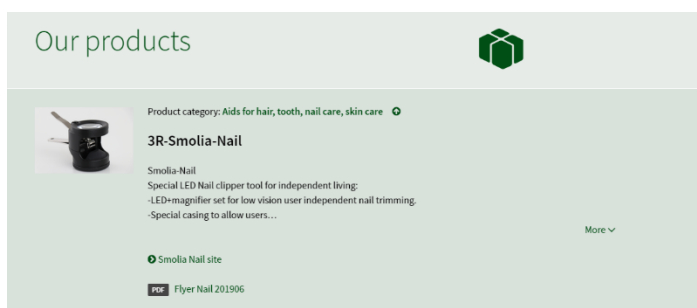 Our products
Product category: Aids for hair, tooth, nail care, skin care
3R-Smolia-Nail
Smolia-Nail
Special LED Nail clipper tool for independent living:
-LED+magnifier set for low vision user independent nail trimming.
-Special casing to allow users…
More
Smolia Nail site
PDF Flyer Nail 201906